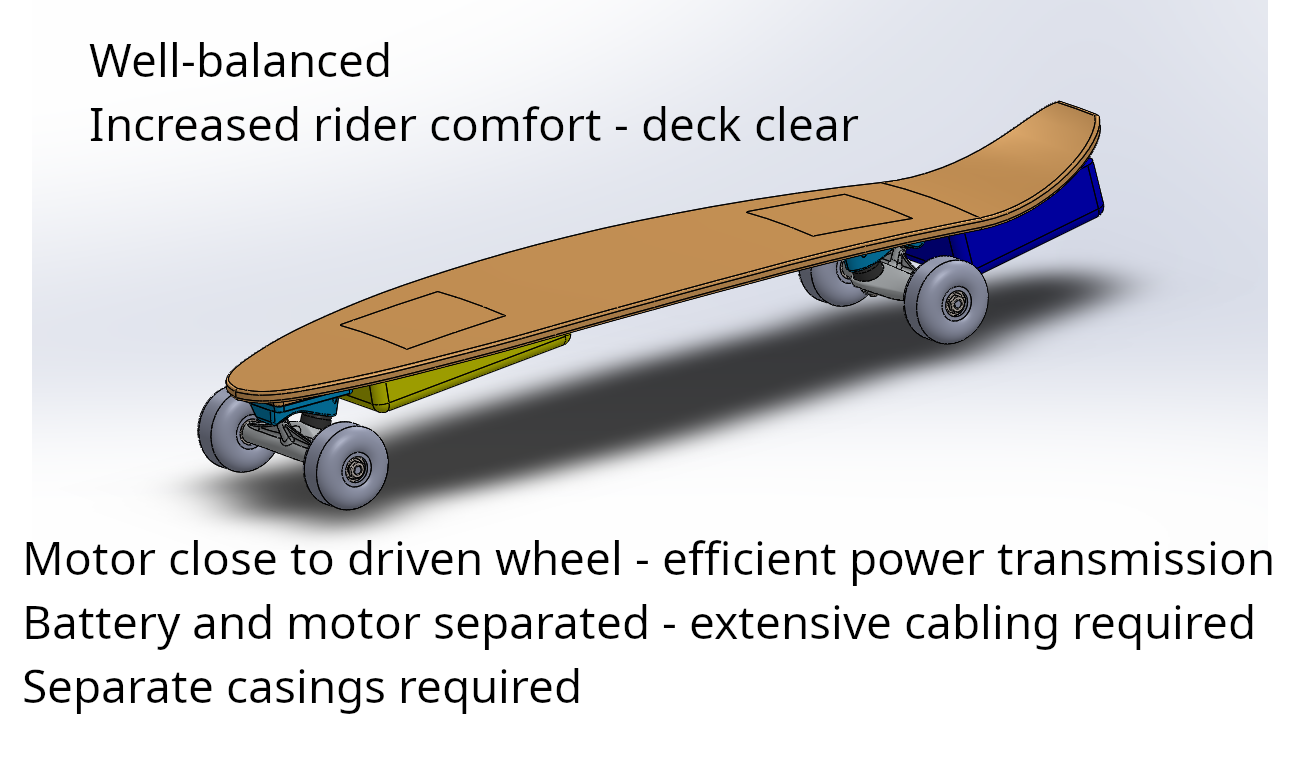 Well-balanced
Increased rider comfort - deck clear
Motor close to driven wheel - efficient power transmission
Battery and motor separated - extensive cabling required
Separate casings required